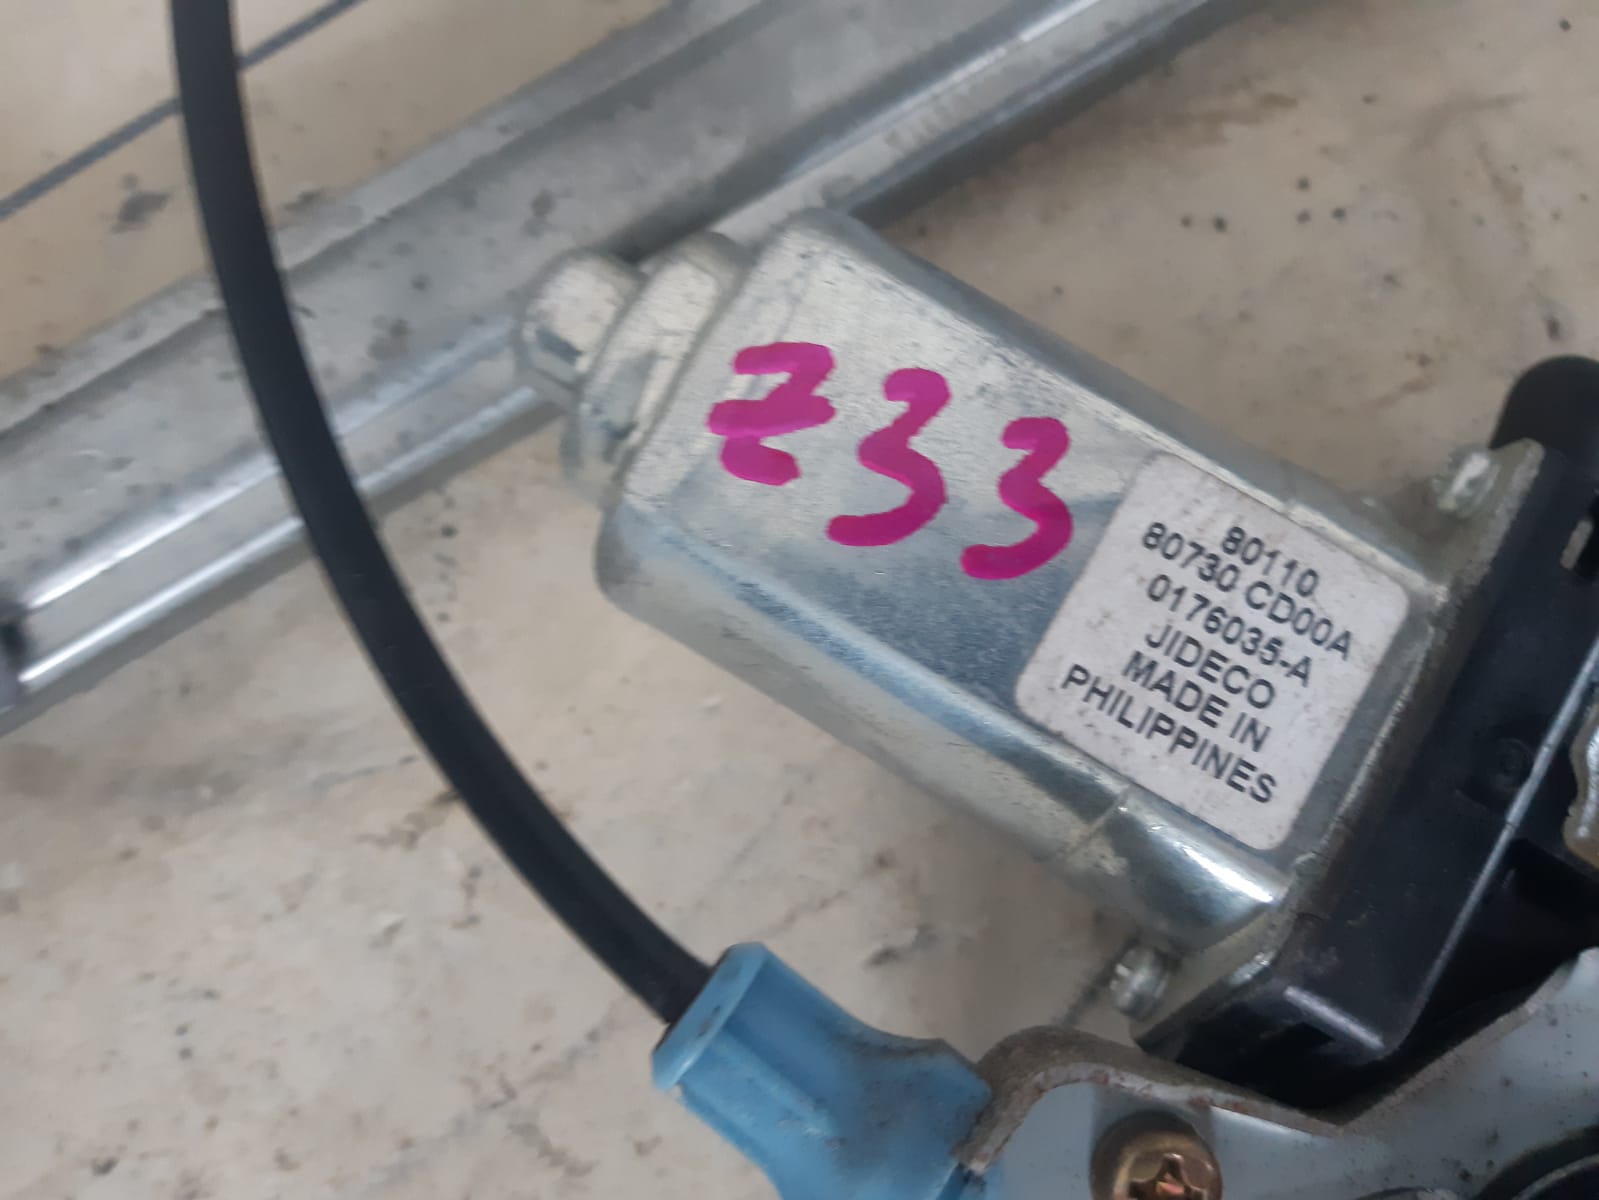 Z33
80110
80730 CD00A
0176035-A
JIDECO
MADE IN
PHILIPPINES